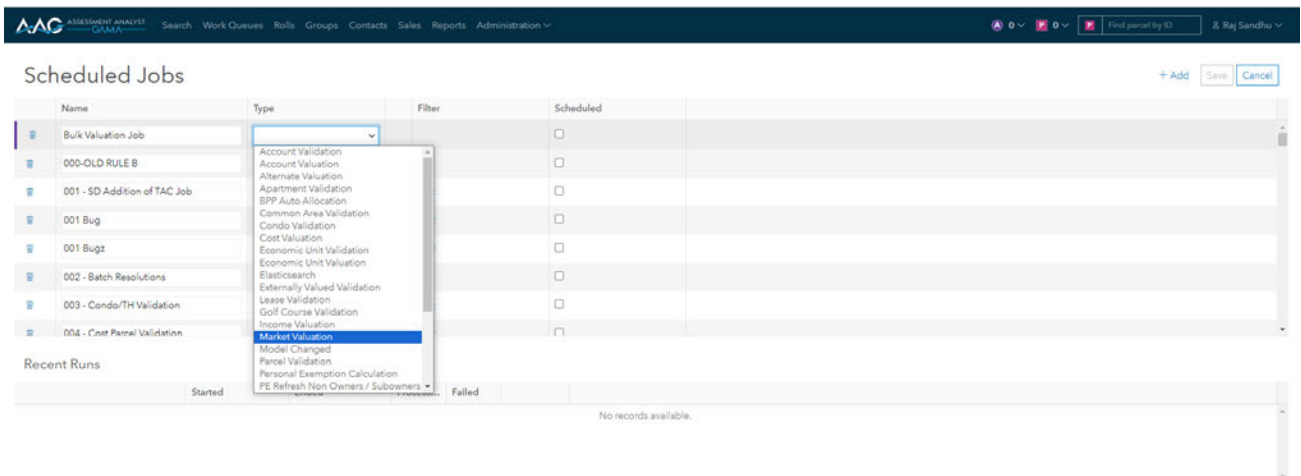 AAG ASSESSMENT ANALYST CAMA Search Work Queues Rolls Groups Contacts Sales Reports Administration A 0 P 0 P Find parcel by ID Raj Sandhu
Scheduled Jobs + Add Save Cancel
Name Type Filter Scheduled
Bulk Valuation Job
000-OLD RULE B
001 - SD Addition of TAC Job
001 Bug
001 Bugz
002 - Batch Resolutions
003 - Condo/TH Validation
004 - Cost Parcel Validation
Account Validation
Account Valuation
Alternate Valuation
Apartment Validation
BPP Auto Allocation
Common Area Validation
Condo Validation
Cost Valuation
Economic Unit Validation
Economic Unit Valuation
Elasticsearch
Externally Valued Validation
Lease Validation
Golf Course Validation
Income Valuation
Market Valuation
Model Changed
Parcel Validation
Personal Exemption Calculation
PE Refresh Non Owners / Subowners
Recent Runs
Started Ended Processi... Failed
No records available.